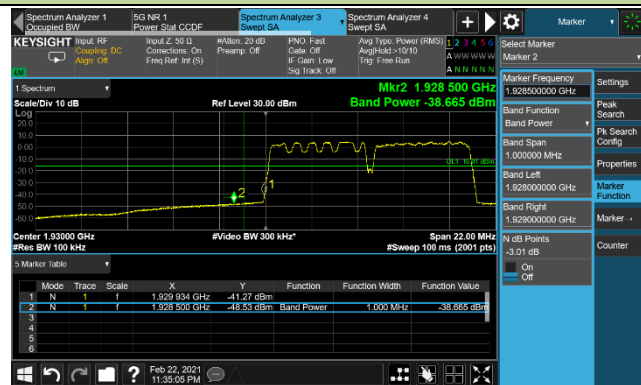 Spectrum Analyzer 1
Occupied BW
5G NR 1
Power Stat CCDF
Spectrum Analyzer 3
Swept SA
Spectrum Analyzer 4
Swept SA
Marker
KEYSIGHT
Input: RF
Coupling: DC
Align: Off
Input Z: 50 Ω
Corrections: On
Freq Ref: Int (S)
#Atten: 20 dB
Preamp: Off
PNO: Fast
Gate: Off
IF Gain: Low
Sig Track: Off
Avg Type: Power (RMS)
Avg|Hold:>10/10
Trig: Free Run
1 2 3 4 5 6
A W W W W W
A N N N N N
Select Marker
Marker 2
1 Spectrum
Scale/Div 10 dB
Ref Level 30.00 dBm
Mkr2 1.928 500 GHz
Band Power -38.665 dBm
Log
20.0
10.0
0.00
-10.0
-20.0
-30.0
-40.0
-50.0
-60.0
2
1
Center 1.93000 GHz
#Res BW 100 kHz
#Video BW 300 kHz*
Span 22.00 MHz
#Sweep 100 ms (2001 pts)
Marker Frequency
1.928500000 GHz
Band Function
Band Power
Band Span
1.000000 MHz
Band Left
1.928000000 GHz
Band Right
1.929000000 GHz
N dB Points
-3.01 dB
On
Off
Settings
Peak
Search
Pk Search
Config
Properties
Marker
Function
Marker→
Counter
5 Marker Table
Mode Trace Scale X Y Function Function Width Function Value
1 N 1 f 1.929 934 GHz -41.27 dBm
2 N 1 f 1.928 500 GHz -48.53 dBm Band Power 1.000 MHz -38.665 dBm
3
4
5
6
Feb 22, 2021
11:35:05 PM